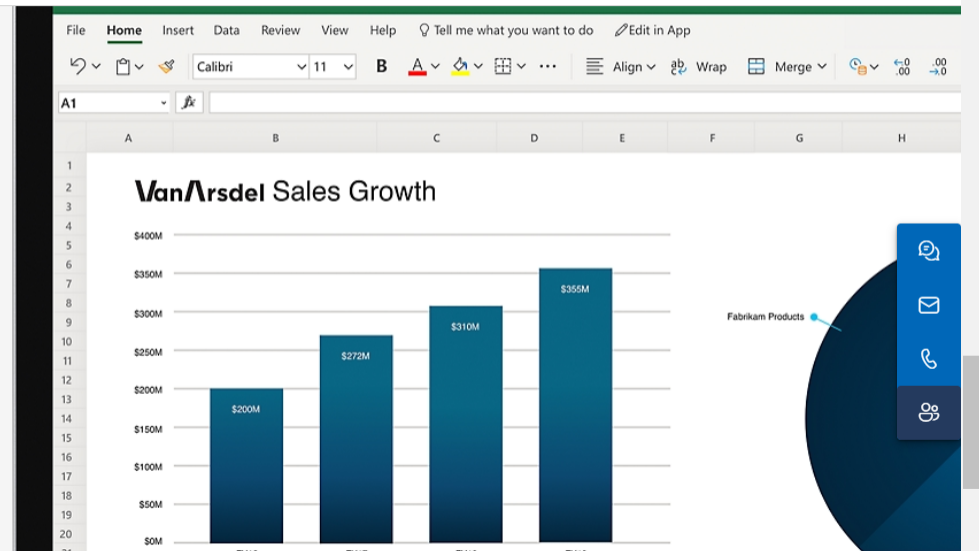 File Home Insert Data Review View Help Tell me what you want to do Edit in App
Calibri 11 B A Align ab Wrap Merge .00 .00
A1 fx
A B C D E F G H
1
2
3
4
5
6
7
8
9
10
11
12
13
14
15
16
17
18
19
20
VanArsdel Sales Growth
$400M
$350M
$300M
$250M
$200M
$150M
$100M
$50M
$0M
$200M
$272M
$310M
$355M
Fabrikam Products